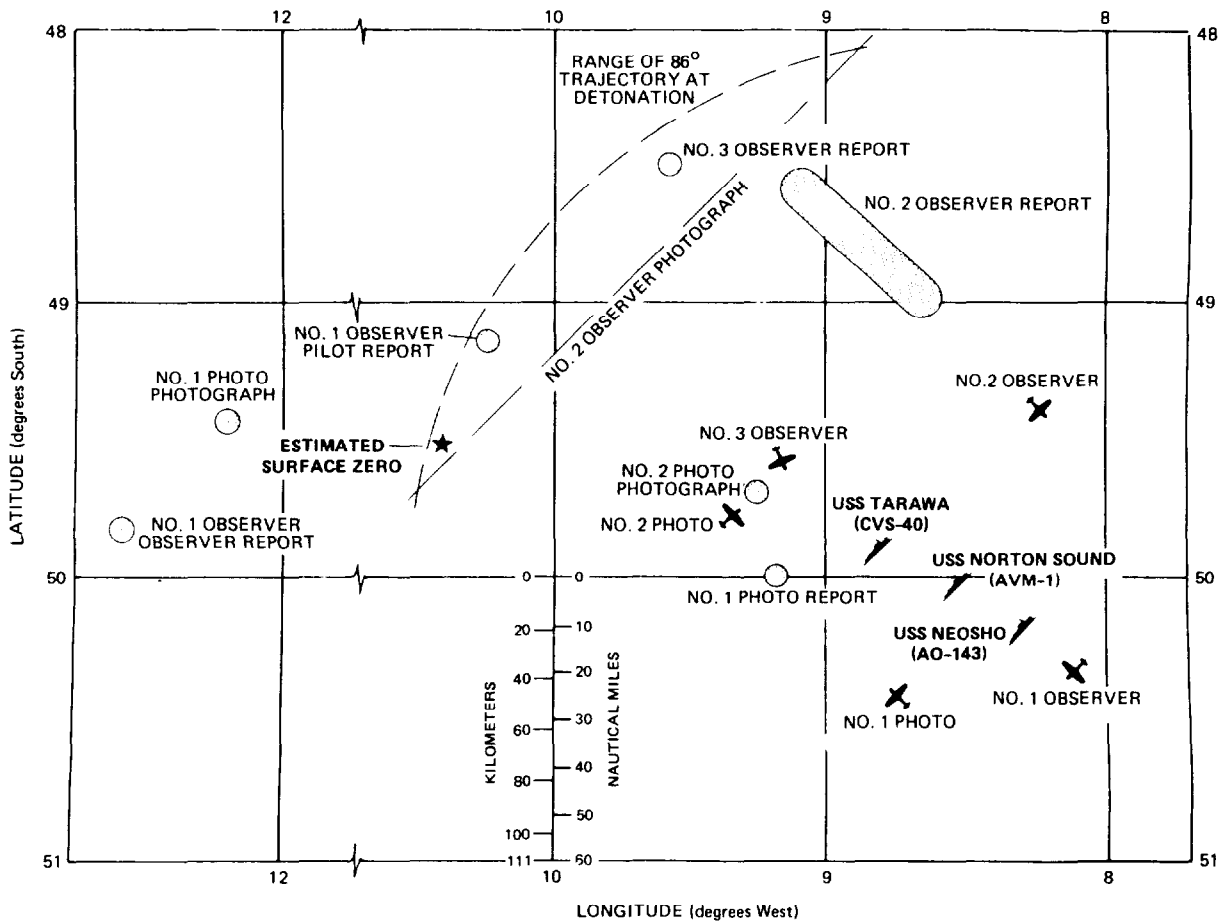 12
10
9
8
48
48
RANGE OF 86°
TRAJECTORY AT
DETONATION
NO. 3 OBSERVER REPORT
NO. 2 OBSERVER REPORT
NO. 2 OBSERVER PHOTOGRAPH
49
49
NO. 1 OBSERVER
PILOT REPORT
NO. 1 PHOTO
PHOTOGRAPH
NO.2 OBSERVER
ESTIMATED
SURFACE ZERO
NO. 3 OBSERVER
NO. 2 PHOTO
PHOTOGRAPH
NO. 2 PHOTO
NO. 1 OBSERVER
OBSERVER REPORT
USS TARAWA
(CVS-40)
USS NORTON SOUND
(AVM-1)
50
50
NO. 1 PHOTO REPORT
USS NEOSHO
(AO-143)
NO. 1 OBSERVER
NO. 1 PHOTO
0
20
40
60
80
100
111
KILOMETERS
0
10
20
30
40
50
60
NAUTICAL MILES
51
51
12
10
9
8
LATITUDE (degrees South)
LONGITUDE (degrees West)